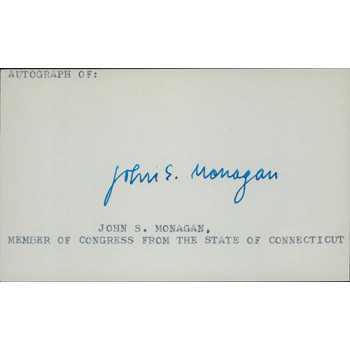 AUTOGRAPH OF:
John S. Monagan
JOHN S. MONAGAN,
MEMBER OF CONGRESS FROM THE STATE OF CONNECTICUT